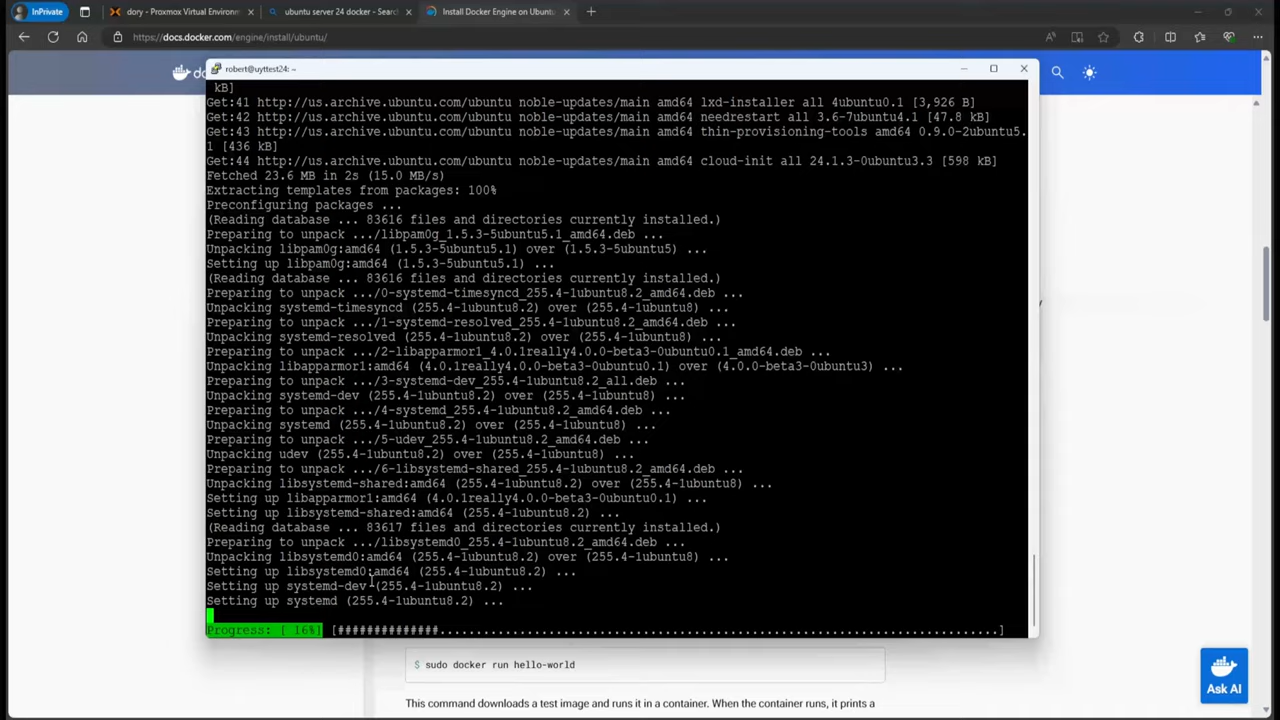 InPrivate
dory - Proxmox Virtual Environm
ubuntu server 24 docker - Searc
Install Docker Engine on Ubuntu
https://docs.docker.com/engine/install/ubuntu/
robert@uyttest24: ~
kB]
Get:41 http://us.archive.ubuntu.com/ubuntu noble-updates/main amd64 lxd-installer all 4ubuntu0.1 [3,926 B]
Get:42 http://us.archive.ubuntu.com/ubuntu noble-updates/main amd64 needrestart all 3.6-7ubuntu4.1 [47.8 kB]
Get:43 http://us.archive.ubuntu.com/ubuntu noble-updates/main amd64 thin-provisioning-tools amd64 0.9.0-2ubuntu5.
1 [436 kB]
Get:44 http://us.archive.ubuntu.com/ubuntu noble-updates/main amd64 cloud-init all 24.1.3-0ubuntu3.3 [598 kB]
Fetched 23.6 MB in 2s (15.0 MB/s)
Extracting templates from packages: 100%
Preconfiguring packages ...
(Reading database ... 83616 files and directories currently installed.)
Preparing to unpack .../libpam0g_1.5.3-5ubuntu5.1_amd64.deb ...
Unpacking libpam0g:amd64 (1.5.3-5ubuntu5.1) over (1.5.3-5ubuntu5) ...
Setting up libpam0g:amd64 (1.5.3-5ubuntu5.1) ...
(Reading database ... 83616 files and directories currently installed.)
Preparing to unpack .../0-systemd-timesyncd_255.4-1ubuntu8.2_amd64.deb ...
Unpacking systemd-timesyncd (255.4-1ubuntu8.2) over (255.4-1ubuntu8) ...
Preparing to unpack .../1-systemd-resolved_255.4-1ubuntu8.2_amd64.deb ...
Unpacking systemd-resolved (255.4-1ubuntu8.2) over (255.4-1ubuntu8) ...
Preparing to unpack .../2-libapparmor1_4.0.1really4.0.0-beta3-0ubuntu0.1_amd64.deb ...
Unpacking libapparmor1:amd64 (4.0.1really4.0.0-beta3-0ubuntu0.1) over (4.0.0-beta3-0ubuntu3) ...
Preparing to unpack .../3-systemd-dev_255.4-1ubuntu8.2_all.deb ...
Unpacking systemd-dev (255.4-1ubuntu8.2) over (255.4-1ubuntu8) ...
Preparing to unpack .../4-systemd_255.4-1ubuntu8.2_amd64.deb ...
Unpacking systemd (255.4-1ubuntu8.2) over (255.4-1ubuntu8) ...
Preparing to unpack .../5-udev_255.4-1ubuntu8.2_amd64.deb ...
Unpacking udev (255.4-1ubuntu8.2) over (255.4-1ubuntu8) ...
Preparing to unpack .../6-libsystemd-shared_255.4-1ubuntu8.2_amd64.deb ...
Unpacking libsystemd-shared:amd64 (255.4-1ubuntu8.2) over (255.4-1ubuntu8) ...
Setting up libapparmor1:amd64 (4.0.1really4.0.0-beta3-0ubuntu0.1) ...
Setting up libsystemd-shared:amd64 (255.4-1ubuntu8.2) ...
(Reading database ... 83617 files and directories currently installed.)
Preparing to unpack .../libsystemd0_255.4-1ubuntu8.2_amd64.deb ...
Unpacking libsystemd0:amd64 (255.4-1ubuntu8.2) over (255.4-1ubuntu8) ...
Setting up libsystemd0:amd64 (255.4-1ubuntu8.2) ...
Setting up systemd-dev (255.4-1ubuntu8.2) ...
Setting up systemd (255.4-1ubuntu8.2) ...
Progress: [ 16%] [##############..............................................................................]
$ sudo docker run hello-world
This command downloads a test image and runs it in a container. When the container runs, it prints a
Ask AI